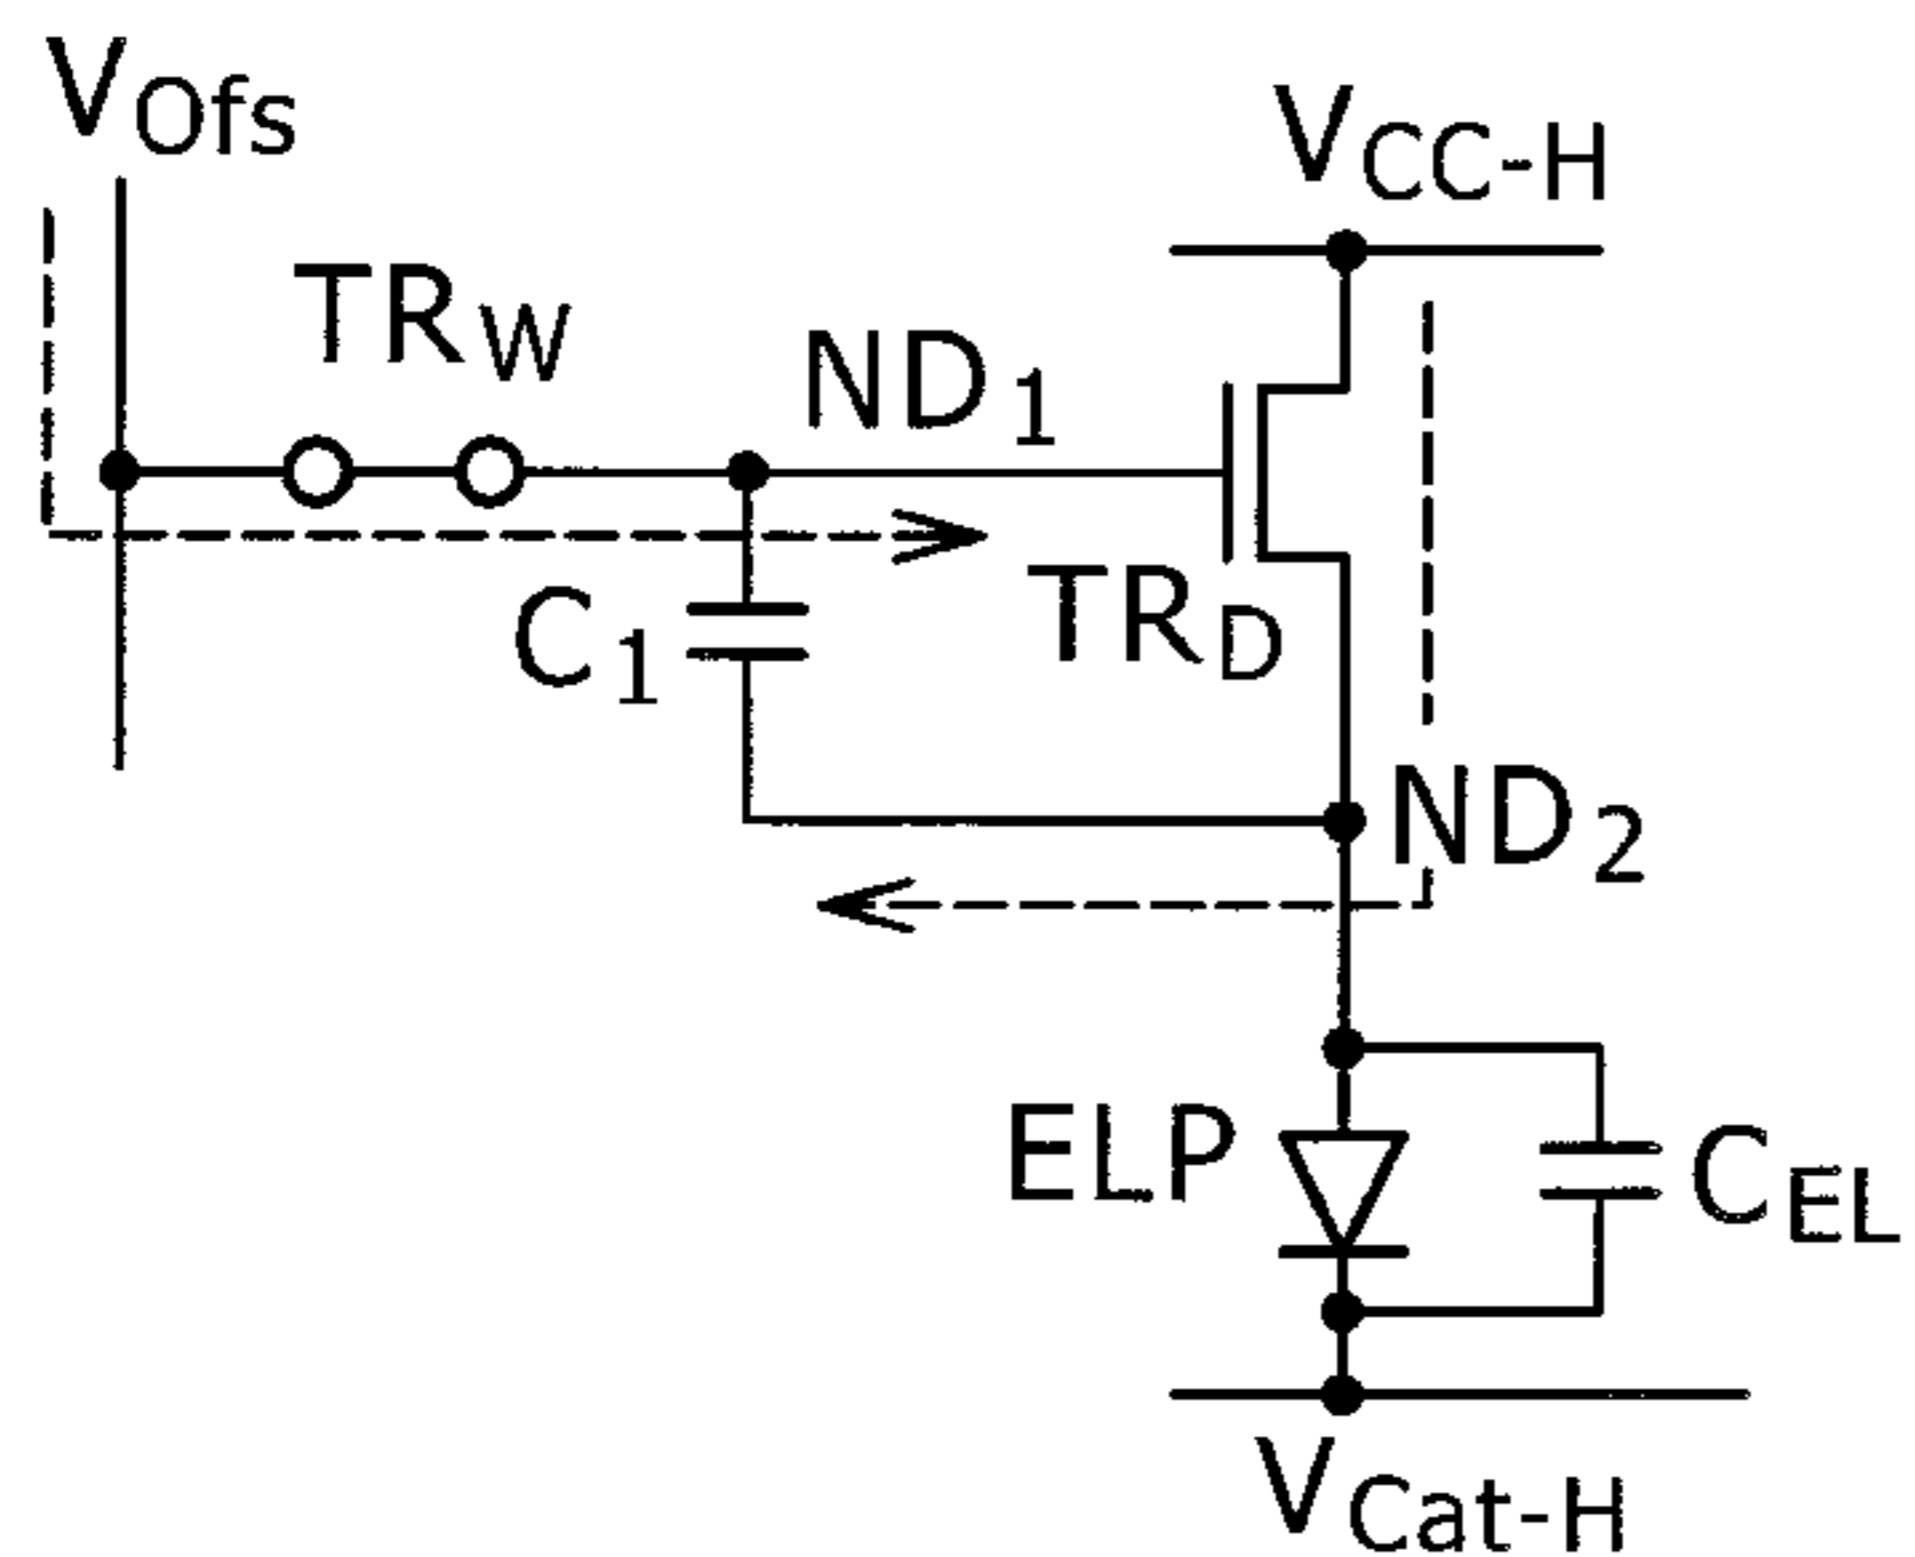 VOfs
VCC-H
TRW
ND1
C1
TRD
ND2
ELP
CEL
VCat-H